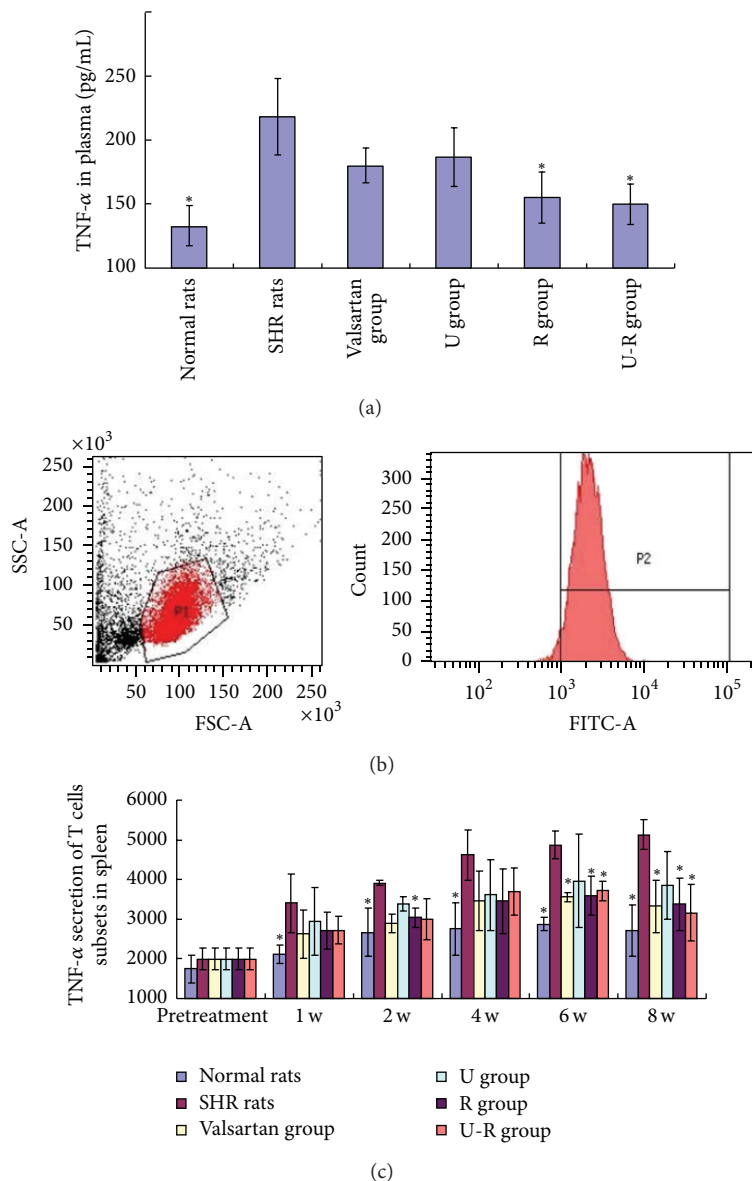 TNF-α in plasma (pg/mL)
250
200
150
100
*
*
*
Normal rats
SHR rats
Valsartan
group
U group
R group
U-R group
(a)
×10³
SSC-A
250
200
150
100
50
P1
50 100 150 200 250
×10³
FSC-A
Count
300
250
200
150
100
50
0
P2
10² 10³ 10⁴ 10⁵
FITC-A
(b)
TNF-α secretion of T cells
subsets in spleen
6000
5000
4000
3000
2000
1000
* * * * * * * * * * * *
Pretreatment 1 w 2 w 4 w 6 w 8 w
Normal rats
SHR rats
Valsartan group
U group
R group
U-R group
(c)